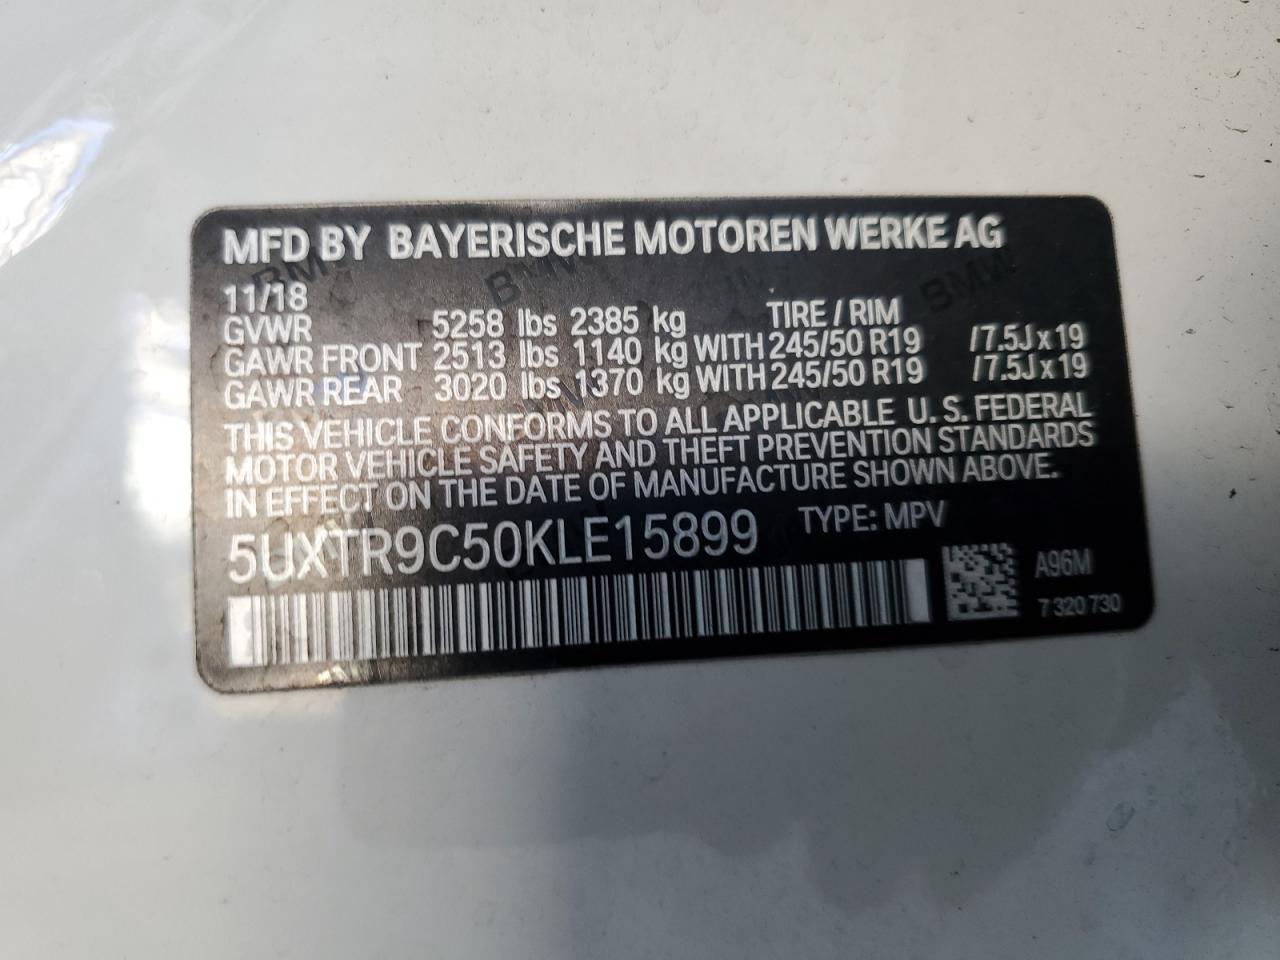 MFD BY BAYERISCHE MOTOREN WERKE AG
11/18 TIRE / RIM
GVWR 5258 lbs 2385 kg
GAWR FRONT 2513 lbs 1140 kg WITH 245/50 R19 /7.5J x 19
GAWR REAR 3020 lbs 1370 kg WITH 245/50 R19 /7.5J x 19
THIS VEHICLE CONFORMS TO ALL APPLICABLE U. S. FEDERAL
MOTOR VEHICLE SAFETY AND THEFT PREVENTION STANDARDS
IN EFFECT ON THE DATE OF MANUFACTURE SHOWN ABOVE.
5UXTR9C50KLE15899 TYPE: MPV
A96M
7 320 730